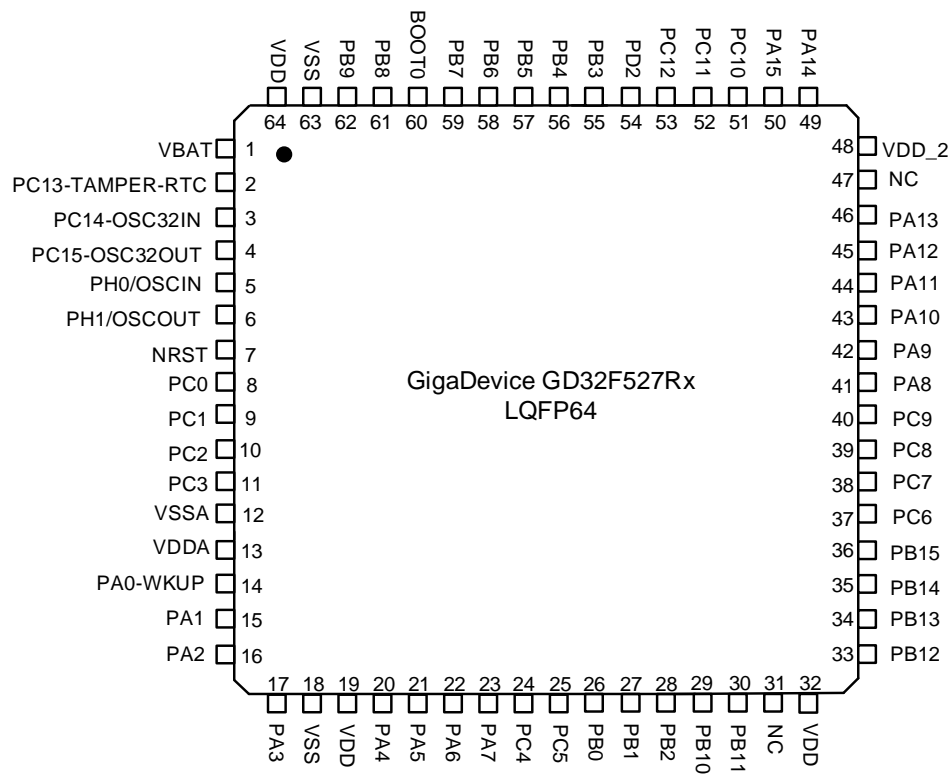 VDD
VSS
PB9
PB8
BOOT0
PB7
PB6
PB5
PB4
PB3
PD2
PC12
PC11
PC10
PA15
PA14
64 63 62 61 60 59 58 57 56 55 54 53 52 51 50 49
VBAT 1
PC13-TAMPER-RTC 2
PC14-OSC32IN 3
PC15-OSC32OUT 4
PH0/OSCIN 5
PH1/OSCOUT 6
NRST 7
PC0 8
PC1 9
PC2 10
PC3 11
VSSA 12
VDDA 13
PA0-WKUP 14
PA1 15
PA2 16
GigaDevice GD32F527Rx
LQFP64
48 VDD_2
47 NC
46 PA13
45 PA12
44 PA11
43 PA10
42 PA9
41 PA8
40 PC9
39 PC8
38 PC7
37 PC6
36 PB15
35 PB14
34 PB13
33 PB12
17 18 19 20 21 22 23 24 25 26 27 28 29 30 31 32
PA3
VSS
VDD
PA4
PA5
PA6
PA7
PC4
PC5
PB0
PB1
PB2
PB10
PB11
NC
VDD